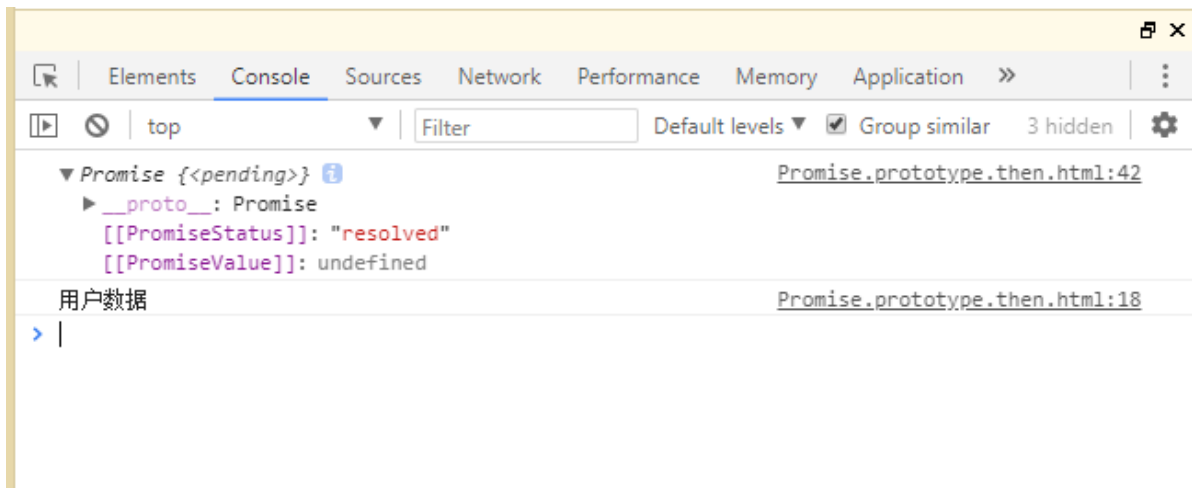 Elements Console Sources Network Performance Memory Application »
top ▼ Filter Default levels ▼ Group similar 3 hidden
▼ Promise {<pending>} i Promise.prototype.then.html:42
▶ __proto__: Promise
[[PromiseStatus]]: "resolved"
[[PromiseValue]]: undefined
用户数据 Promise.prototype.then.html:18
>